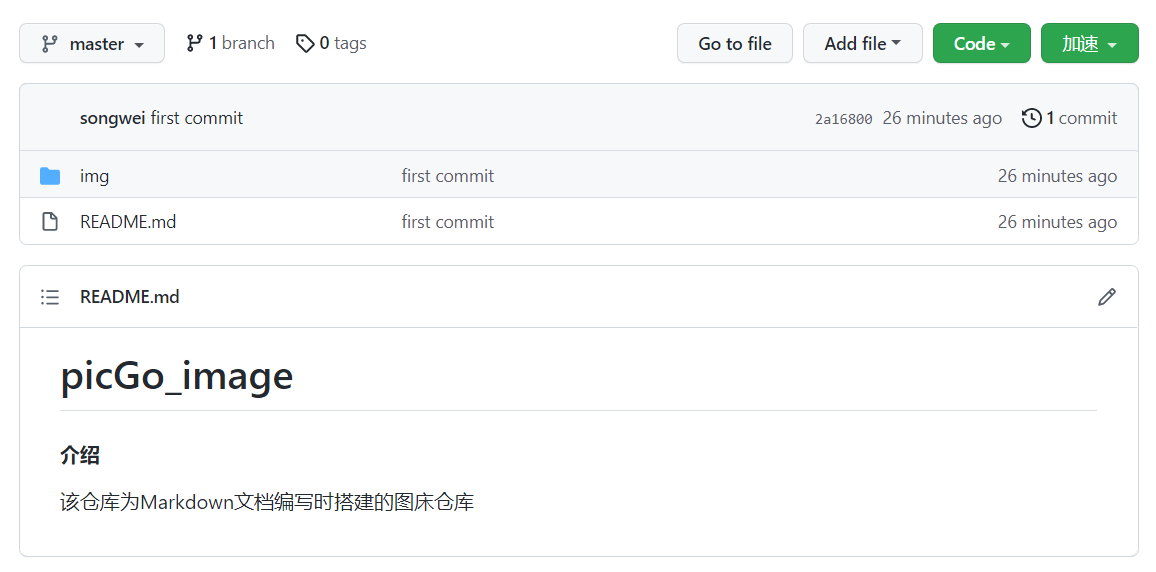 master 1 branch 0 tags Go to file Add file Code 加速
songwei first commit 2a16800 26 minutes ago 1 commit
img first commit 26 minutes ago
README.md first commit 26 minutes ago
README.md
picGo_image
介绍
该仓库为Markdown文档编写时搭建的图床仓库